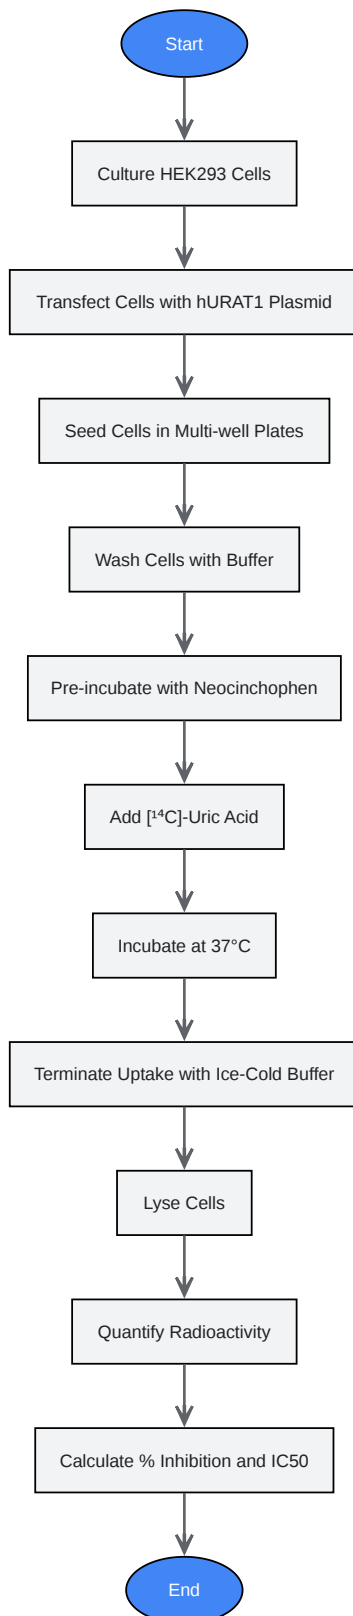 Start
Culture HEK293 Cells
Transfect Cells with hURAT1 Plasmid
Seed Cells in Multi-well Plates
Wash Cells with Buffer
Pre-incubate with Neocinchophen
Add [¹⁴C]-Uric Acid
Incubate at 37°C
Terminate Uptake with Ice-Cold Buffer
Lyse Cells
Quantify Radioactivity
Calculate % Inhibition and IC50
End